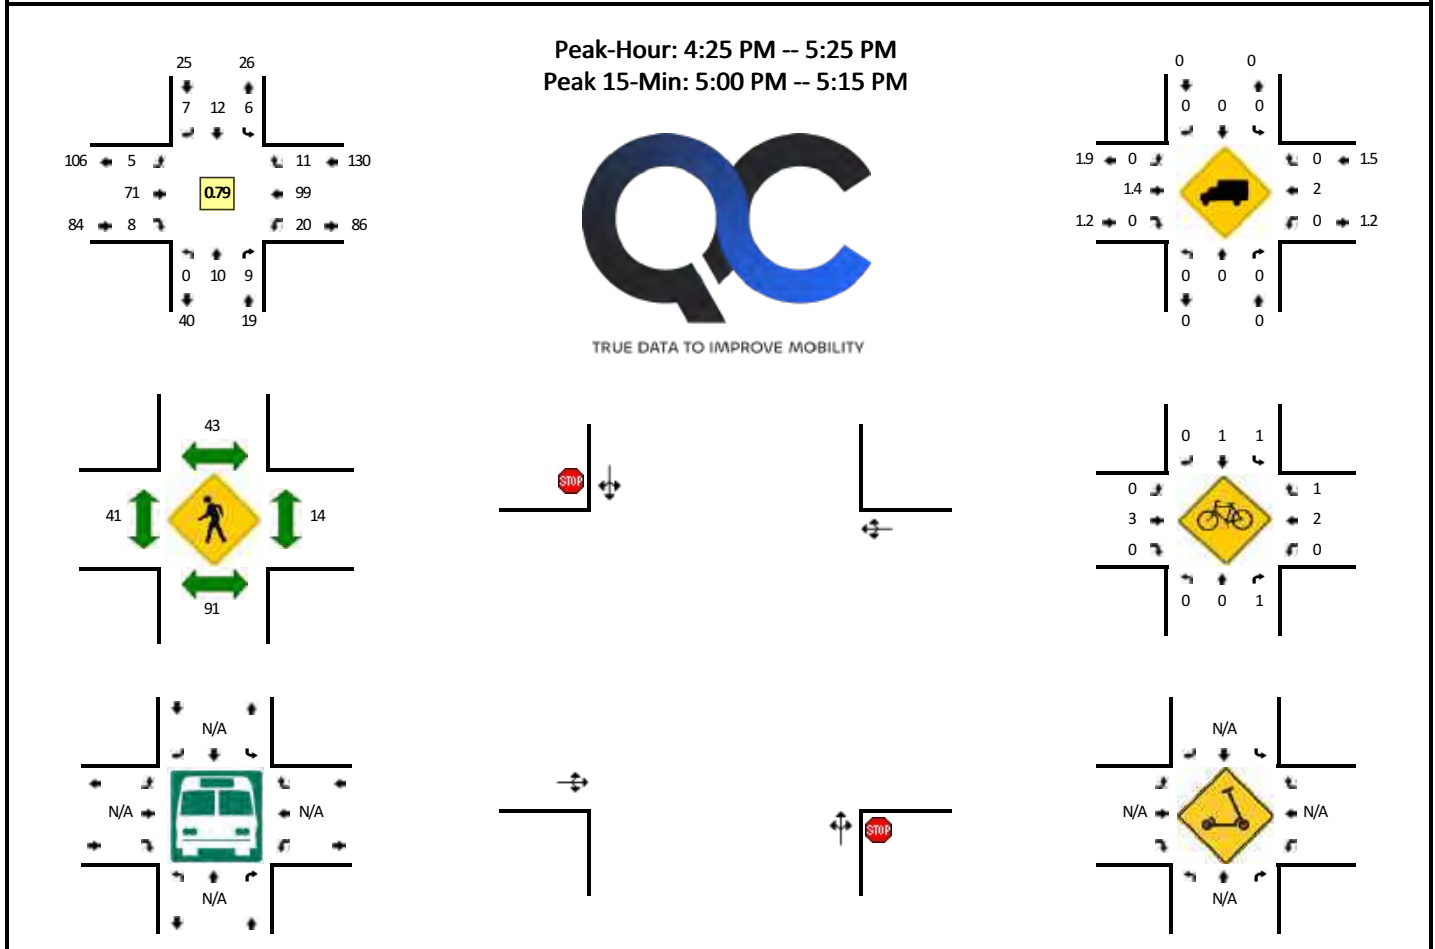 Peak-Hour: 4:25 PM -- 5:25 PM
Peak 15-Min: 5:00 PM -- 5:15 PM
25 26
7 12 6
106 5 11 130
71 0.79 99
84 8 20 86
0 10 9
40 19
TRUE DATA TO IMPROVE MOBILITY
0 0
0 0 0
1.9 0 0 1.5
1.4 2
1.2 0 0 1.2
0 0 0
0 0
43
41 14
91
STOP
STOP
0 1 1
0 1
3 2
0 0
0 0 1
N/A
N/A N/A
N/A
N/A
N/A N/A
N/A